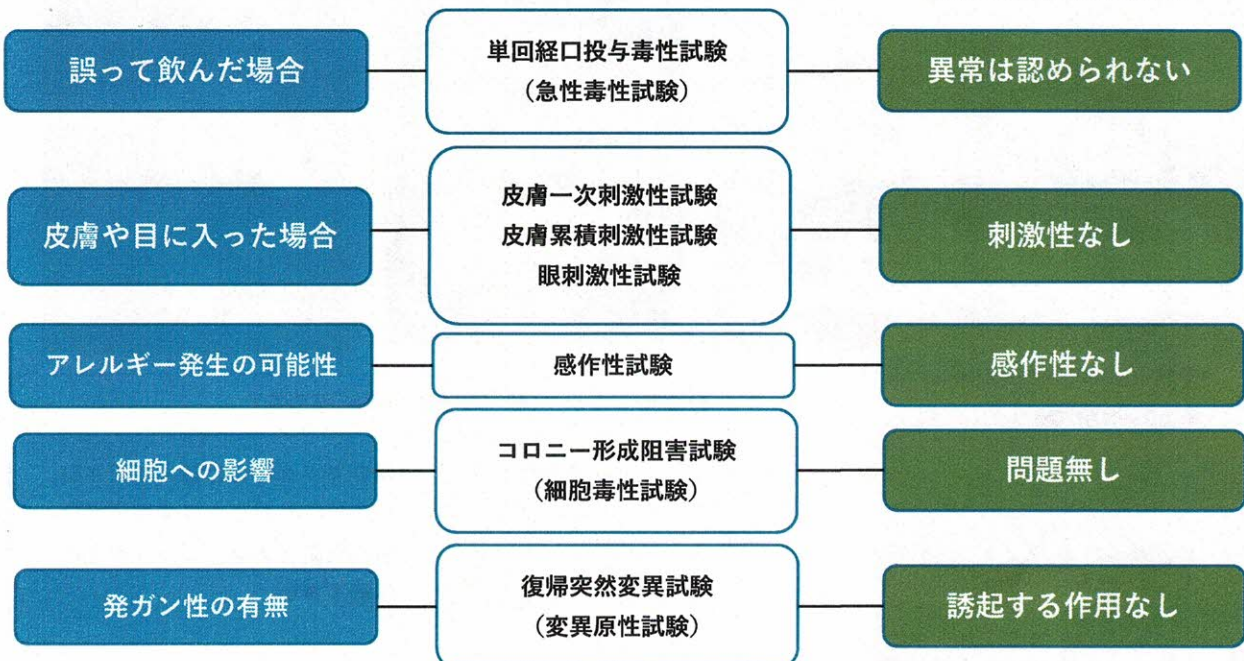 誤って飲んだ場合
単回経口投与毒性試験
（急性毒性試験）
異常は認められない
皮膚や目に入った場合
皮膚一次刺激性試験
皮膚累積刺激性試験
眼刺激性試験
刺激性なし
アレルギー発生の可能性
感作性試験
感作性なし
細胞への影響
コロニー形成阻害試験
（細胞毒性試験）
問題無し
発ガン性の有無
復帰突然変異試験
（変異原性試験）
誘起する作用なし